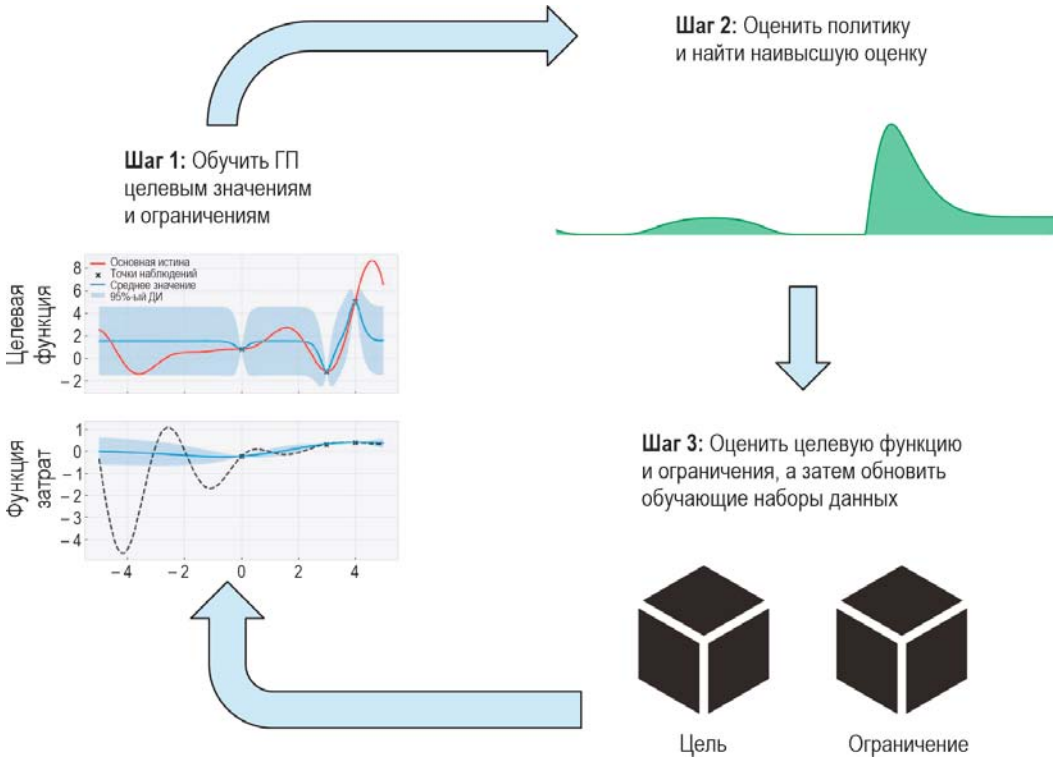 Шаг 2: Оценить политику
и найти наивысшую оценку
Шаг 1: Обучить ГП
целевым значениям
и ограничениям
Целевая
функция
8
6
4
2
0
– 2
Основная истина
Точки наблюдений
Среднее значение
95%-ый ДИ
Функция
затрат
1
0
– 1
– 2
– 3
– 4
– 4
– 2
0
2
4
Шаг 3: Оценить целевую функцию
и ограничения, а затем обновить
обучающие наборы данных
Цель
Ограничение